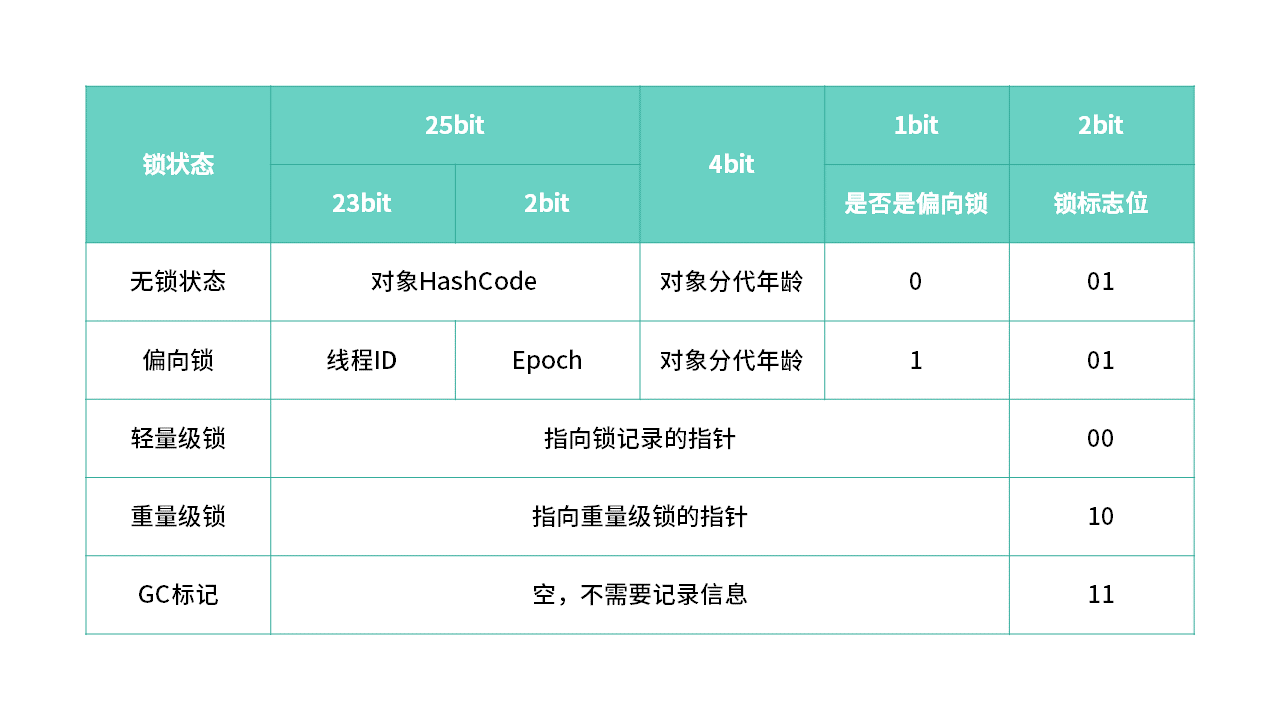 锁状态
25bit
4bit
1bit
2bit
23bit
2bit
是否是偏向锁
锁标志位
无锁状态
对象HashCode
对象分代年龄
0
01
偏向锁
线程ID
Epoch
对象分代年龄
1
01
轻量级锁
指向锁记录的指针
00
重量级锁
指向重量级锁的指针
10
GC标记
空，不需要记录信息
11